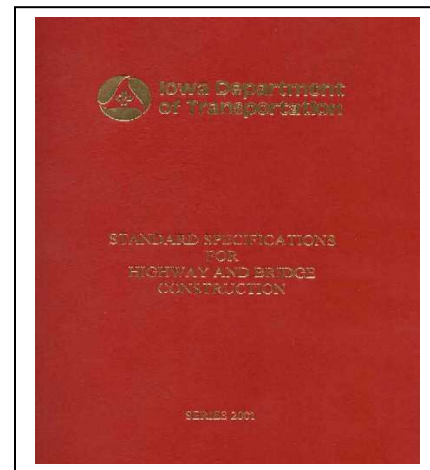 Iowa Department
of Transportation
STANDARD SPECIFICATIONS
FOR
HIGHWAY AND BRIDGE
CONSTRUCTION
SERIES 2001